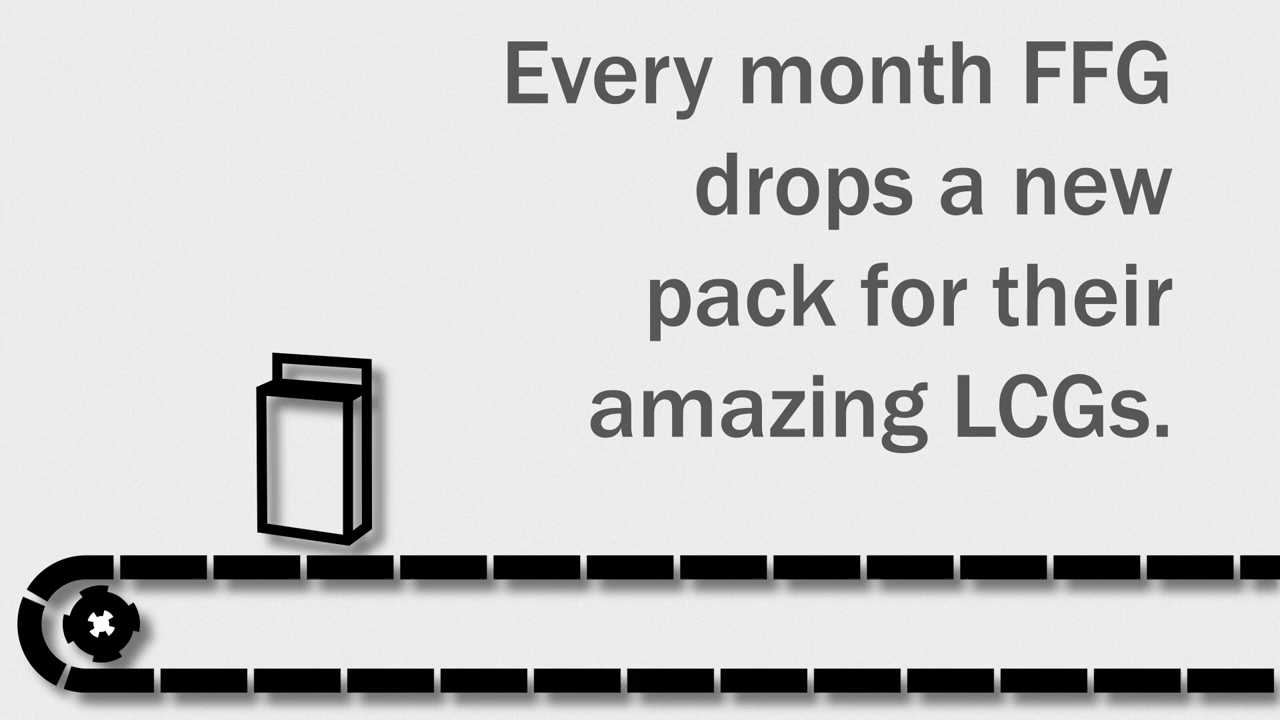 Every month FFG
drops a new
pack for their
amazing LCGs.